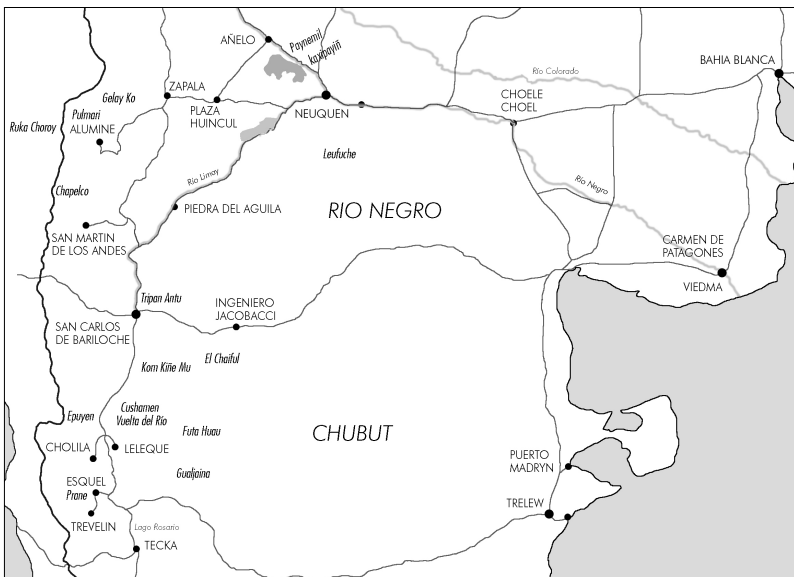 AÑELO
Paynemil
kaxipayiñ
Río Colorado
BAHIA BLANCA
ZAPALA
Gelay Ko
PLAZA
HUINCUL
NEUQUEN
CHOELE
CHOEL
Pulmari
Ruka Choroy
ALUMINE
Leufuche
Chapelco
Río Limay
Río Negro
PIEDRA DEL AGUILA
RIO NEGRO
SAN MARTIN
DE LOS ANDES
CARMEN DE
PATAGONES
VIEDMA
Tripan Antu
INGENIERO
JACOBACCI
SAN CARLOS
DE BARILOCHE
El Chaiful
Kom Kiñe Mu
Epuyen
Cushamen
Vuelta del Río
Futa Huau
CHUBUT
CHOLILA
LELEQUE
Gualjaina
PUERTO
MADRYN
ESQUEL
Prane
TRELEW
TREVELIN
Lago Rosario
TECKA